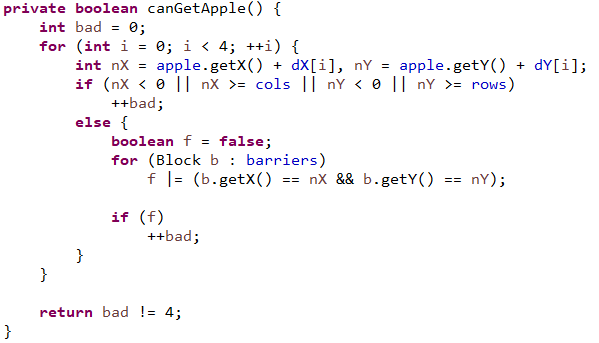 private boolean canGetApple() {
    int bad = 0;
    for (int i = 0; i < 4; ++i) {
        int nX = apple.getX() + dX[i], nY = apple.getY() + dY[i];
        if (nX < 0 || nX >= cols || nY < 0 || nY >= rows)
            ++bad;
        else {
            boolean f = false;
            for (Block b : barriers)
                f |= (b.getX() == nX && b.getY() == nY);

            if (f)
                ++bad;
        }
    }

    return bad != 4;
}